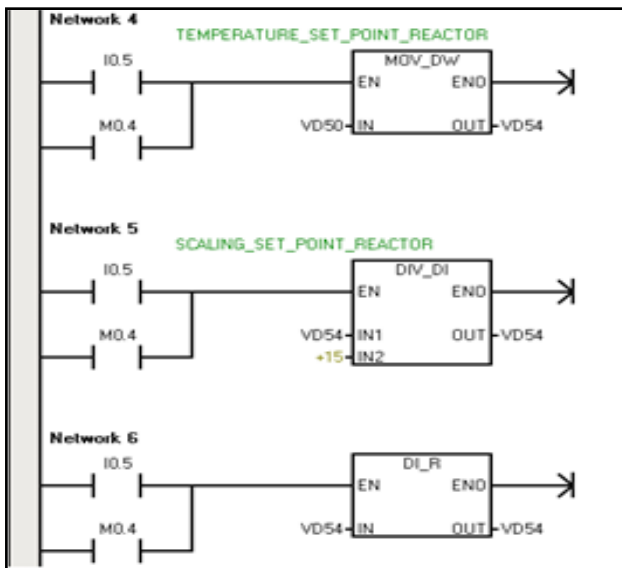 Network 4
TEMPERATURE_SET_POINT_REACTOR
I0.5
MOV_DW
EN ENO
M0.4
VD50 IN OUT VD54
Network 5
SCALING_SET_POINT_REACTOR
I0.5
DIV_DI
EN ENO
M0.4
VD54 IN1 OUT VD54
+15 IN2
Network 6
I0.5
DI_R
EN ENO
M0.4
VD54 IN OUT VD54